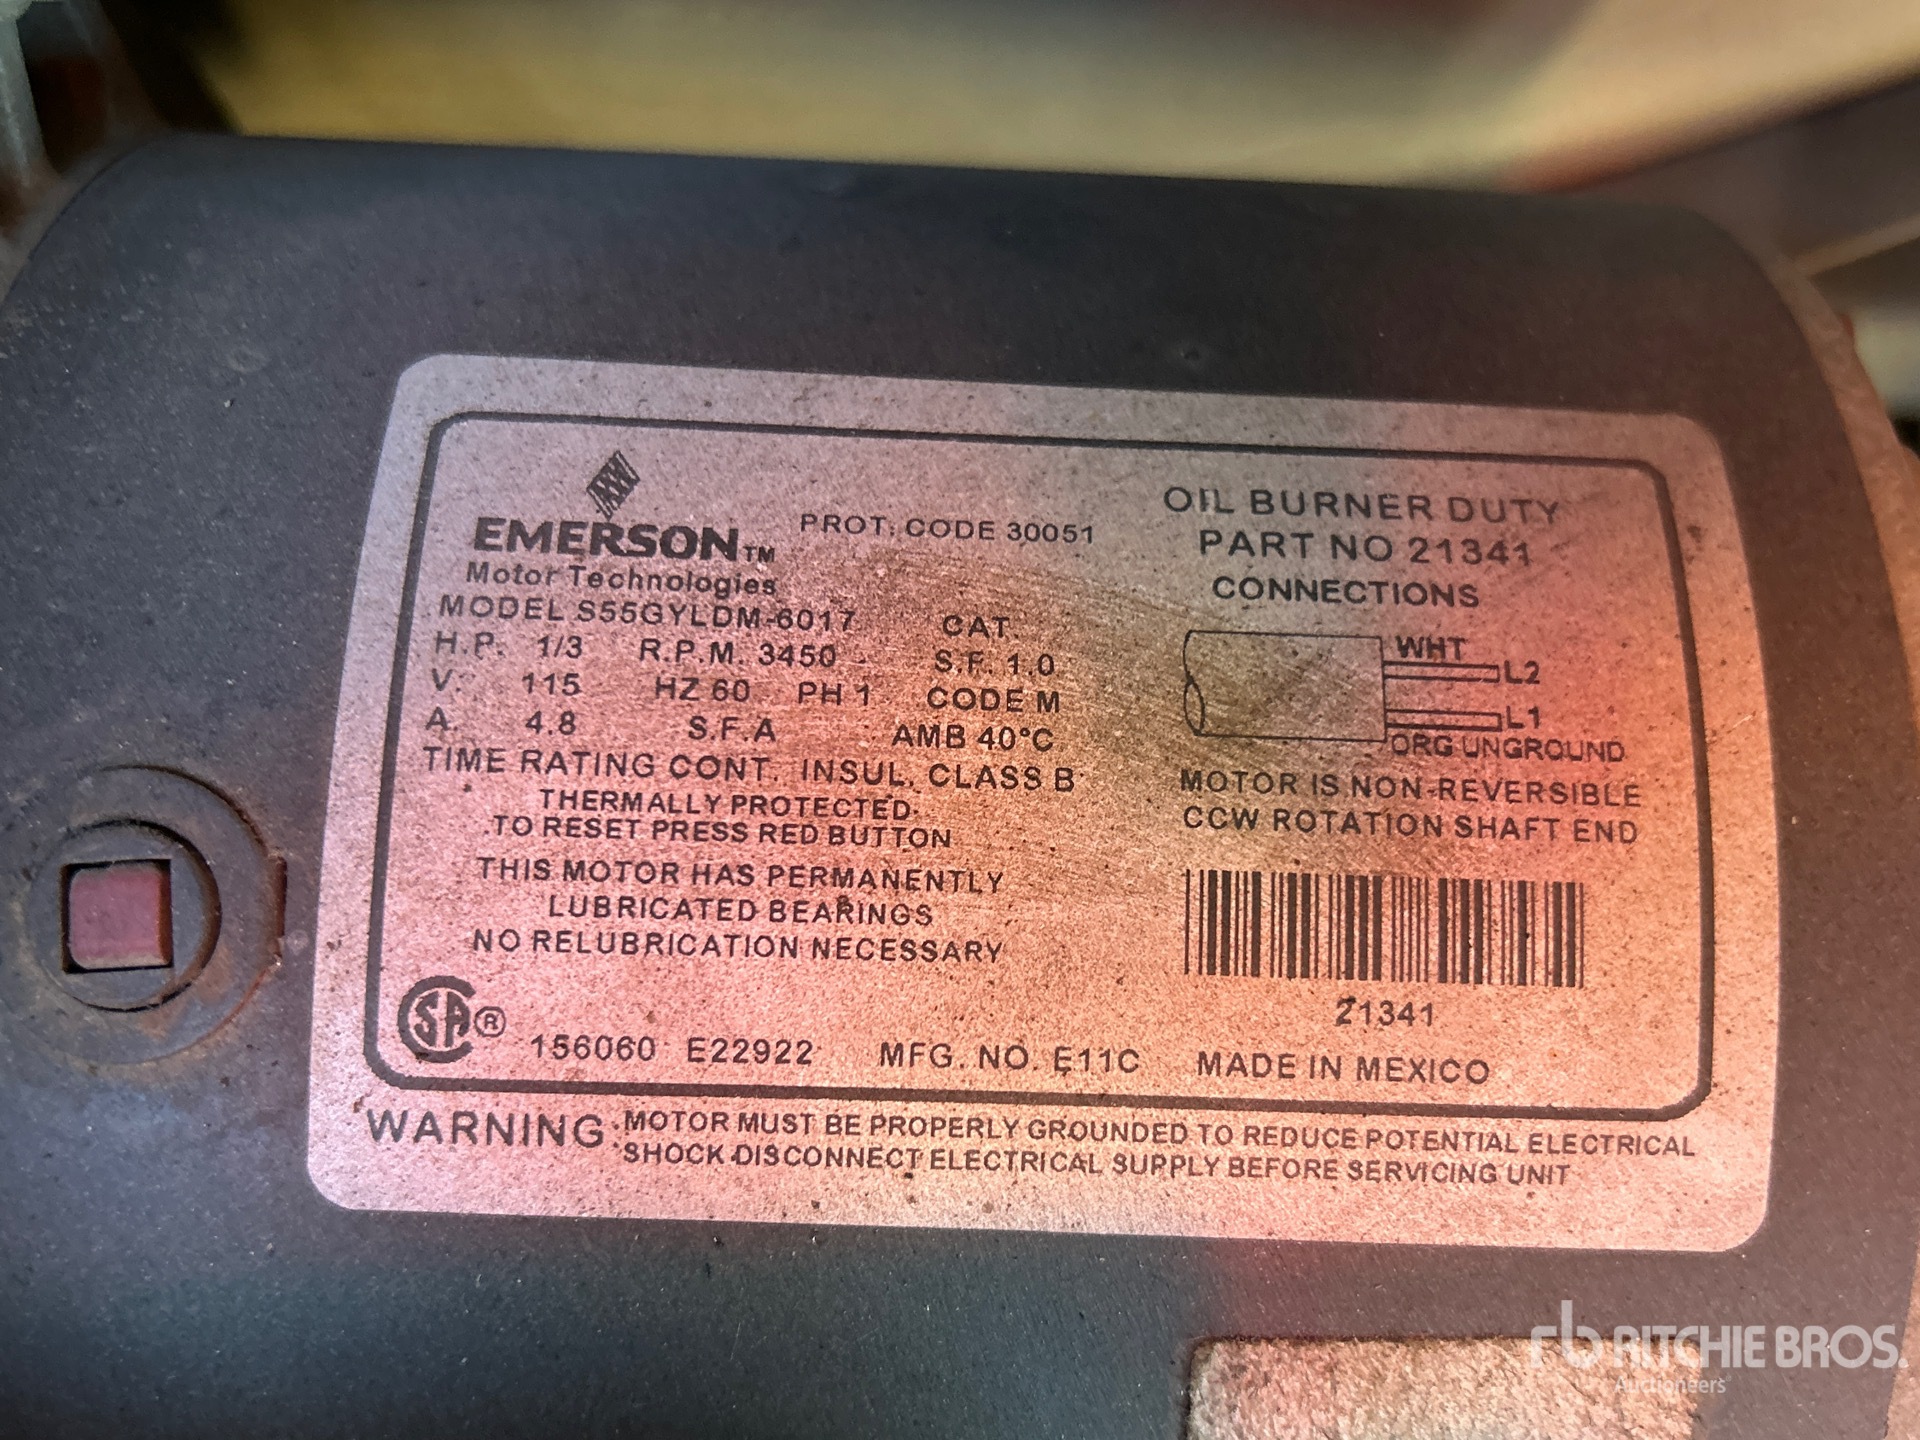 EMERSON TM
Motor Technologies
PROT. CODE 30051
MODEL S55GYLDM-6017 CAT.
H.P. 1/3 R.P.M. 3450 S.F. 1.0
V. 115 HZ 60 PH 1 CODE M
A. 4.8 S.F.A AMB 40°C
TIME RATING CONT. INSUL. CLASS B
THERMALLY PROTECTED
TO RESET PRESS RED BUTTON
THIS MOTOR HAS PERMANENTLY
LUBRICATED BEARINGS
NO RELUBRICATION NECESSARY
OIL BURNER DUTY
PART NO 21341
CONNECTIONS
WHT
L2
L1
ORG UNGROUND
MOTOR IS NON-REVERSIBLE
CCW ROTATION SHAFT END
21341
SA ® 156060 E22922 MFG. NO. E11C MADE IN MEXICO
WARNING: MOTOR MUST BE PROPERLY GROUNDED TO REDUCE POTENTIAL ELECTRICAL
SHOCK-DISCONNECT ELECTRICAL SUPPLY BEFORE SERVICING UNIT
rb RITCHIE BROS.
Auctioneers